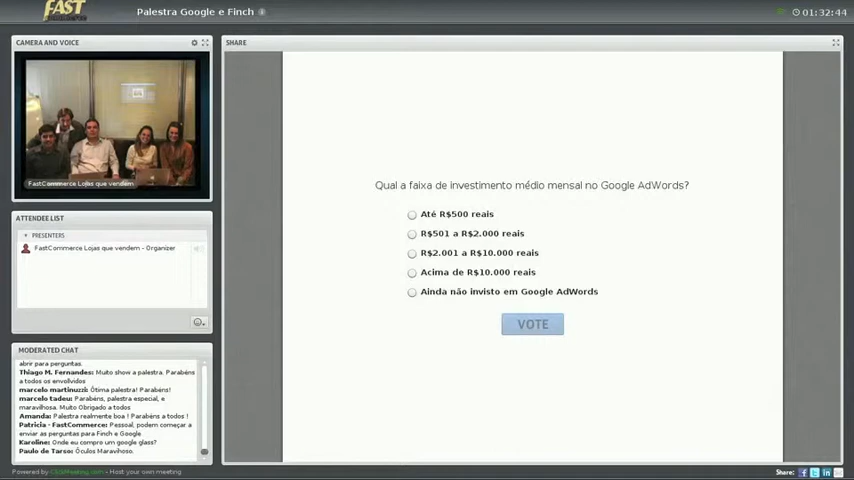 FAST
Palestra Google e Finch
01:32:44
CAMERA AND VOICE
FastCommerce Lojas que vendem
ATTENDEE LIST
PRESENTERS
FastCommerce Lojas que vendem - Organizer
MODERATED CHAT
abrir para perguntas.
Thiago M. Fernandes: Muito show a palestra. Parabéns
a todos os envolvidos
marcelo martinuzzi: Ótima palestra! Parabéns!
marcelo tadeu: Parabéns, palestra especial, e
maravilhosa. Muito Obrigado a todos
Amanda: Palestra realmente boa ! Parabéns a todos !
Patricia - FastCommerce: Pessoal, podem começar a
enviar as perguntas para Finch e Google
Karoline: Onde eu compro um google glass?
Paulo de Tarso: Óculos Maravilhoso.
SHARE
Qual a faixa de investimento médio mensal no Google AdWords?
Até R$500 reais
R$501 a R$2.000 reais
R$2.001 a R$10.000 reais
Acima de R$10.000 reais
Ainda não invisto em Google AdWords
VOTE
Powered by ClickMeeting.com - Host your own meeting
Share: